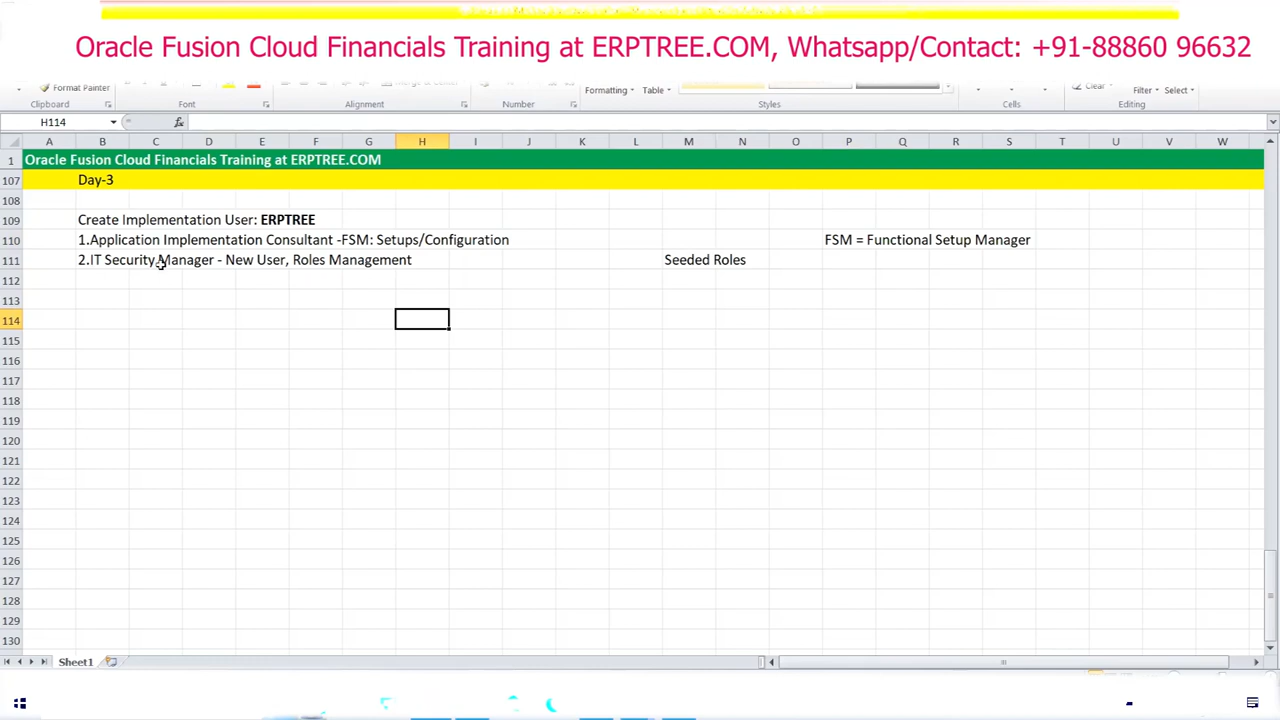 Oracle Fusion Cloud Financials Training at ERPTREE.COM, Whatsapp/Contact: +91-88860 96632
Format Painter
Formatting Table Clear Filter Select
Clipboard Font Alignment Number Styles Cells Editing
H114 fx
A B C D E F G H I J K L M N O P Q R S T U V W
1 Oracle Fusion Cloud Financials Training at ERPTREE.COM
107 Day-3
108
109 Create Implementation User: ERPTREE
110 1.Application Implementation Consultant -FSM: Setups/Configuration FSM = Functional Setup Manager
111 2.IT Security Manager - New User, Roles Management Seeded Roles
112
113
114
115
116
117
118
119
120
121
122
123
124
125
126
127
128
129
130
Sheet1